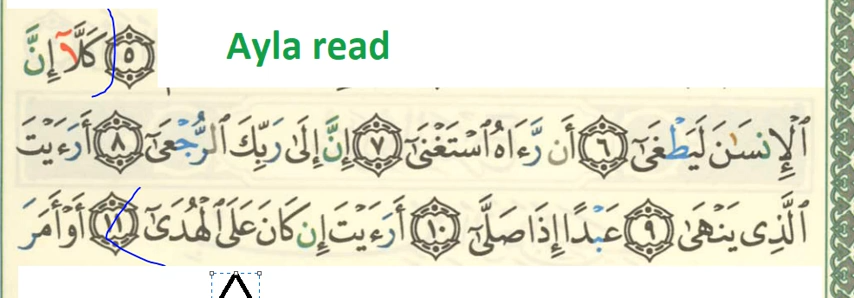 Ayla read
۝٥ كَلَّآ إِنَّ
ٱلْإِنسَـٰنَ لَيَطْغَىٰٓ ۝٦ أَن رَّءَاهُ ٱسْتَغْنَىٰٓ ۝٧ إِنَّ إِلَىٰ رَبِّكَ ٱلرُّجْعَىٰٓ ۝٨ أَرَءَيْتَ
ٱلَّذِى يَنْهَىٰ ۝٩ عَبْدًا إِذَا صَلَّىٰٓ ۝١٠ أَرَءَيْتَ إِن كَانَ عَلَى ٱلْهُدَىٰٓ ۝١١ أَوْ أَمَرَ